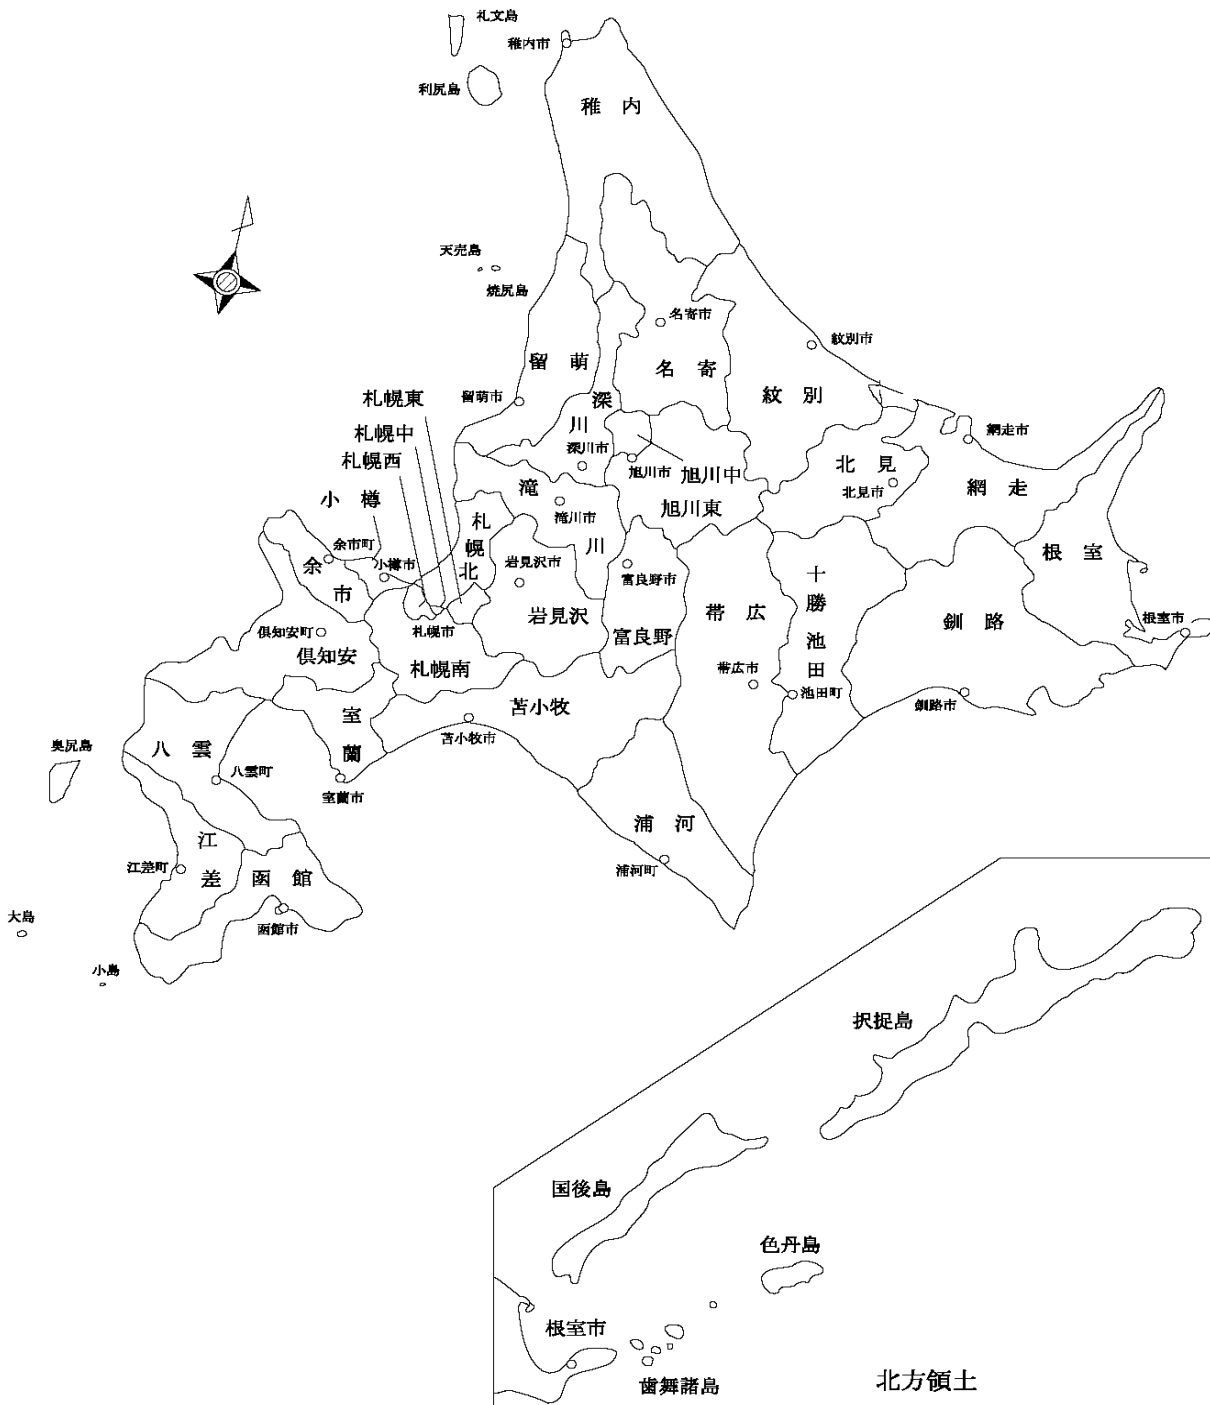 礼文島
稚内市
利尻島
稚内
天売島
焼尻島
名寄市
紋別市
留萌
名寄
紋別
札幌東
留萌市
深川
札幌中
網走市
札幌西
深川市
旭川市
旭川中
北見
北見市
網走
小樽
滝川
滝川市
旭川東
札幌北
余市町
小樽市
岩見沢市
富良野市
根室
余市
十勝池田
倶知安町
札幌市
岩見沢
富良野
帯広
釧路
根室市
倶知安
札幌南
帯広市
池田町
釧路市
室蘭
苫小牧
苫小牧市
奥尻島
八雲
八雲町
室蘭市
江差
浦河
江差町
函館
浦河町
大島
函館市
小島
択捉島
国後島
色丹島
根室市
歯舞諸島
北方領土